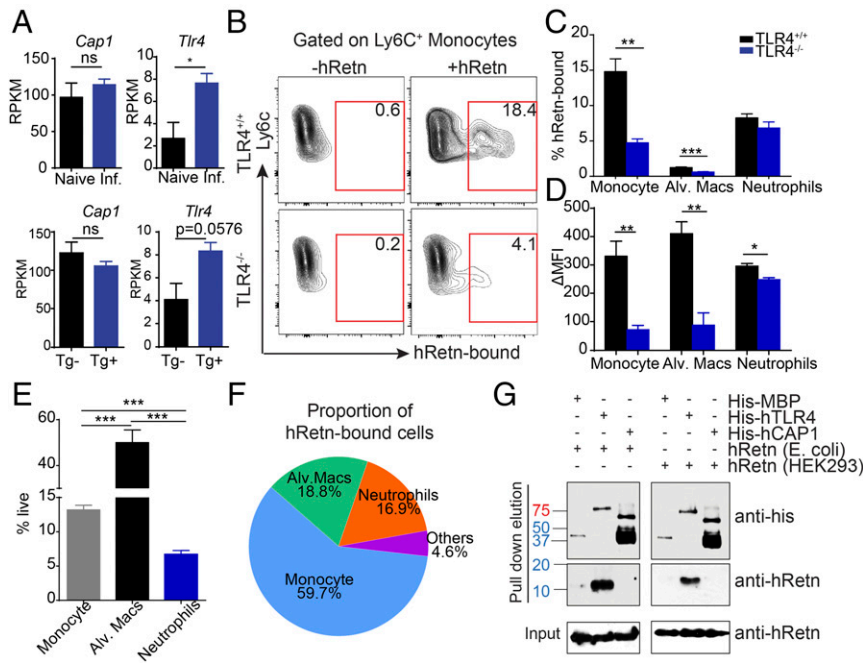 A
Cap1
ns
RPKM
150
100
50
0
Naive Inf.
Tlr4
*
RPKM
10
8
6
4
2
0
Naive Inf.
Cap1
ns
RPKM
150
100
50
0
Tg- Tg+
Tlr4
p=0.0576
RPKM
10
8
6
4
2
0
Tg- Tg+
B
Gated on Ly6C+ Monocytes
-hRetn +hRetn
TLR4+/+
Ly6c
0.6
18.4
TLR4-/-
0.2
4.1
hRetn-bound
C
TLR4+/+
TLR4-/-
% hRetn-bound
20
15
10
5
0
**
***
Monocyte Alv. Macs Neutrophils
D
ΔMFI
500
400
300
200
100
0
**
**
*
Monocyte Alv. Macs Neutrophils
E
***
*** ***
% live
60
40
15
10
5
0
Monocyte
Alv. Macs
Neutrophils
F
Proportion of
hRetn-bound cells
Alv.Macs
18.8%
Neutrophils
16.9%
Others
4.6%
Monocyte
59.7%
G
+ - - + - - His-MBP
- + - - + - His-hTLR4
- - + - - + His-hCAP1
+ + + - - - hRetn (E. coli)
- - - + + + hRetn (HEK293)
Pull down elution
75
50
37
anti-his
20
10
anti-hRetn
Input
anti-hRetn